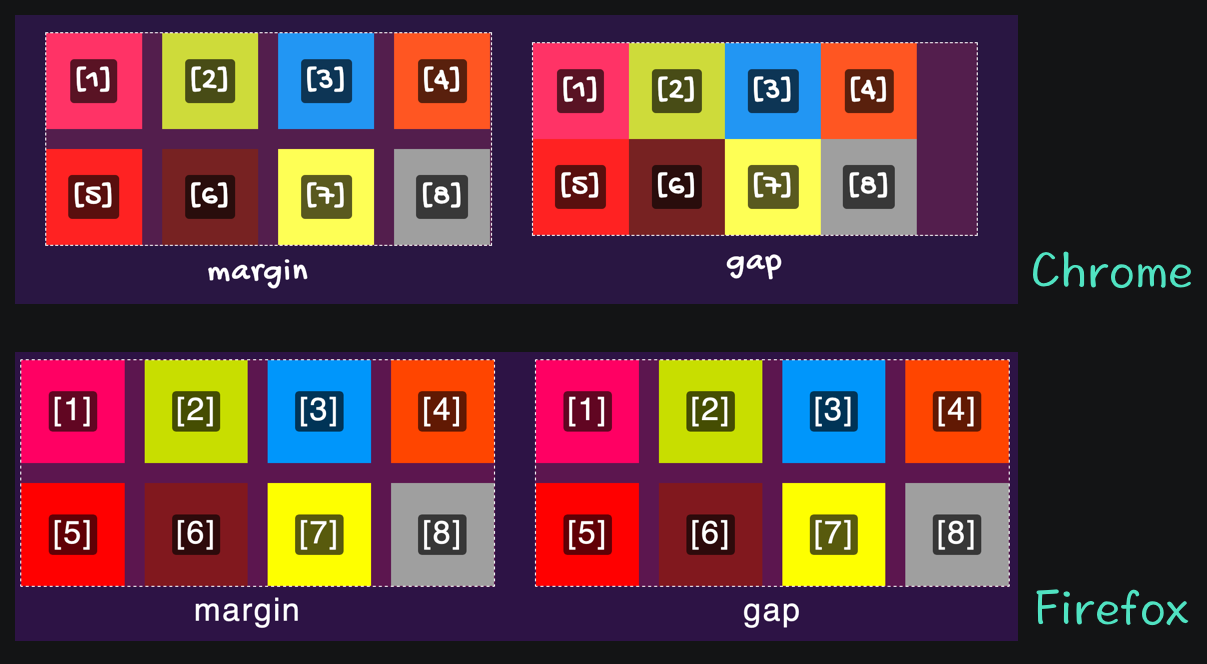 [1] [2] [3] [4]
[5] [6] [7] [8]
margin
[1] [2] [3] [4]
[5] [6] [7] [8]
gap
Chrome
[1] [2] [3] [4]
[5] [6] [7] [8]
margin
[1] [2] [3] [4]
[5] [6] [7] [8]
gap
Firefox